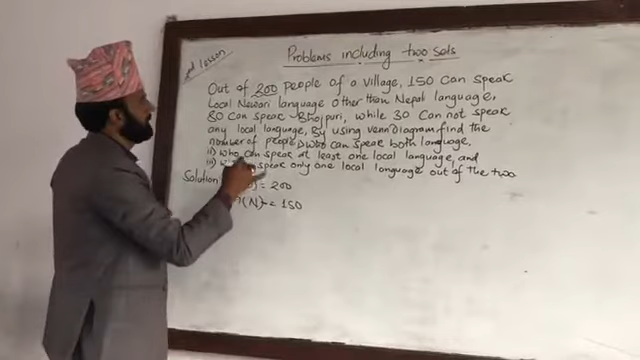 2nd lesson
Problems including two sets
Out of 200 people of a village, 150 can speak
local Newari language other than Nepali language,
80 can speak Bhojpuri, while 30 can not speak
any local language, By using venn diagram find the
number of people i) who can speak both language,
ii) who can speak at least one local language, and
iii) speak only one local language out of the two
Solution = 200
n(N) = 150